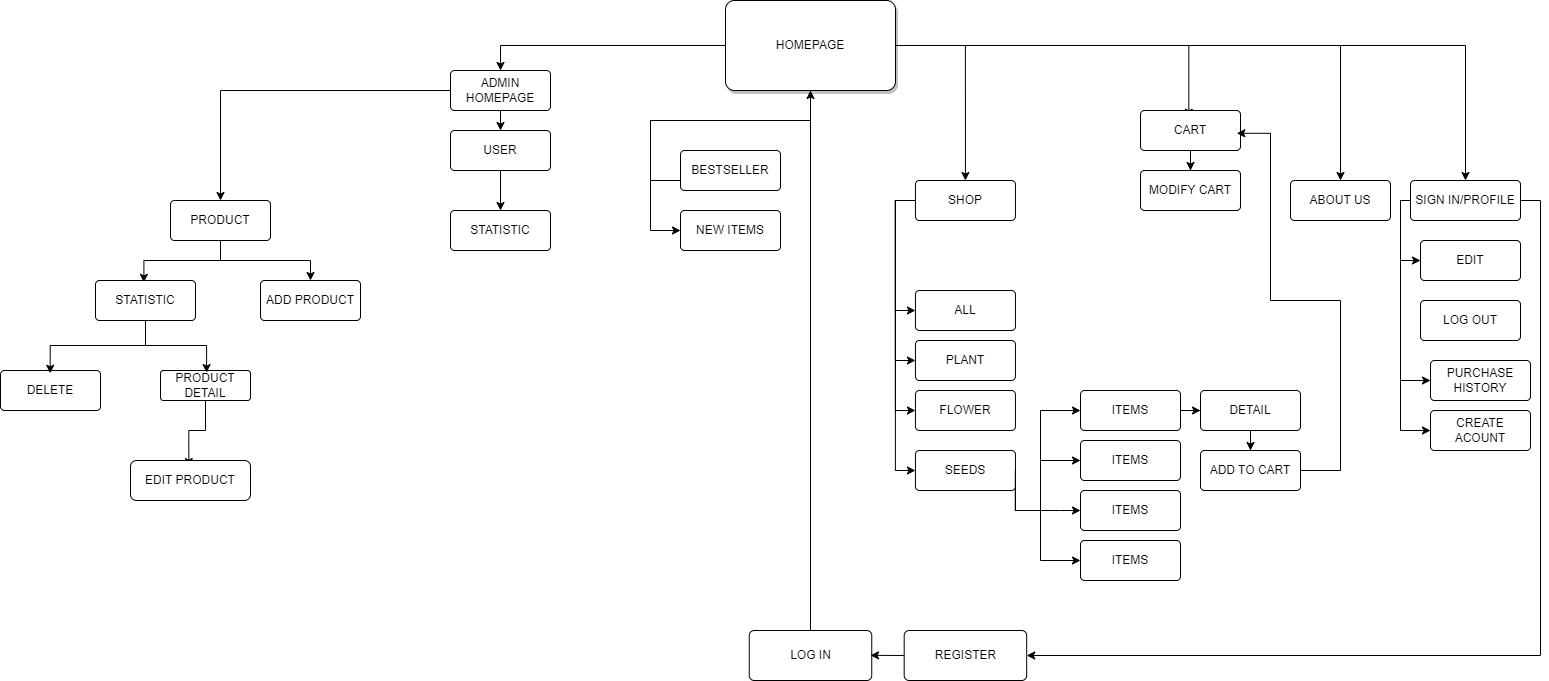 HOMEPAGE
ADMIN
HOMEPAGE
USER
STATISTIC
PRODUCT
STATISTIC
ADD PRODUCT
DELETE
PRODUCT
DETAIL
EDIT PRODUCT
BESTSELLER
NEW ITEMS
SHOP
ALL
PLANT
FLOWER
SEEDS
ITEMS
ITEMS
ITEMS
ITEMS
DETAIL
ADD TO CART
CART
MODIFY CART
ABOUT US
SIGN IN/PROFILE
EDIT
LOG OUT
PURCHASE
HISTORY
CREATE
ACOUNT
LOG IN
REGISTER